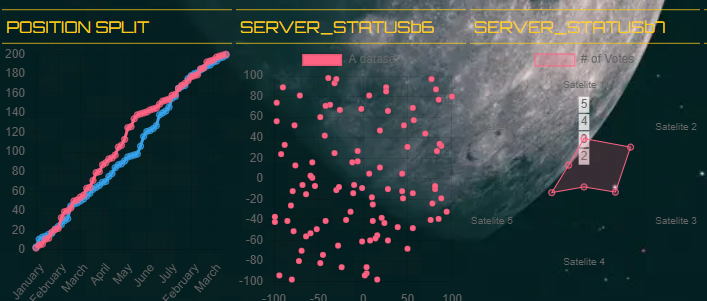 POSITION SPLIT
200
180
160
140
120
100
80
60
40
20
0
January
February
March
April
May
June
July
February
March
SERVER_STATUS66
A dataset
100
80
60
40
20
0
-20
-40
-60
-80
-100
-100
-50
0
50
100
SERVER_STATUS67
# of Votes
Satellite
5
4
3
2
Satelite 2
Satelite 3
Satelite 4
Satelite 5